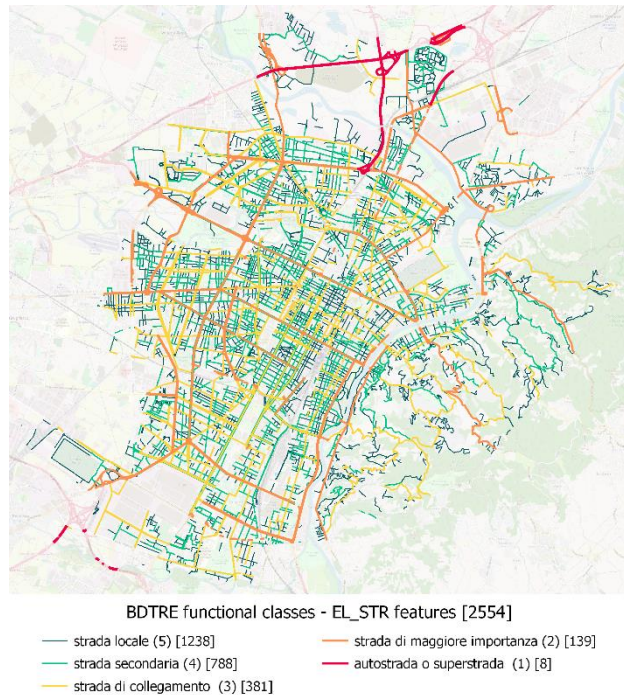 BDTRE functional classes - EL_STR features [2554]
strada locale (5) [1238]
strada di maggiore importanza (2) [139]
strada secondaria (4) [788]
autostrada o superstrada (1) [8]
strada di collegamento (3) [381]